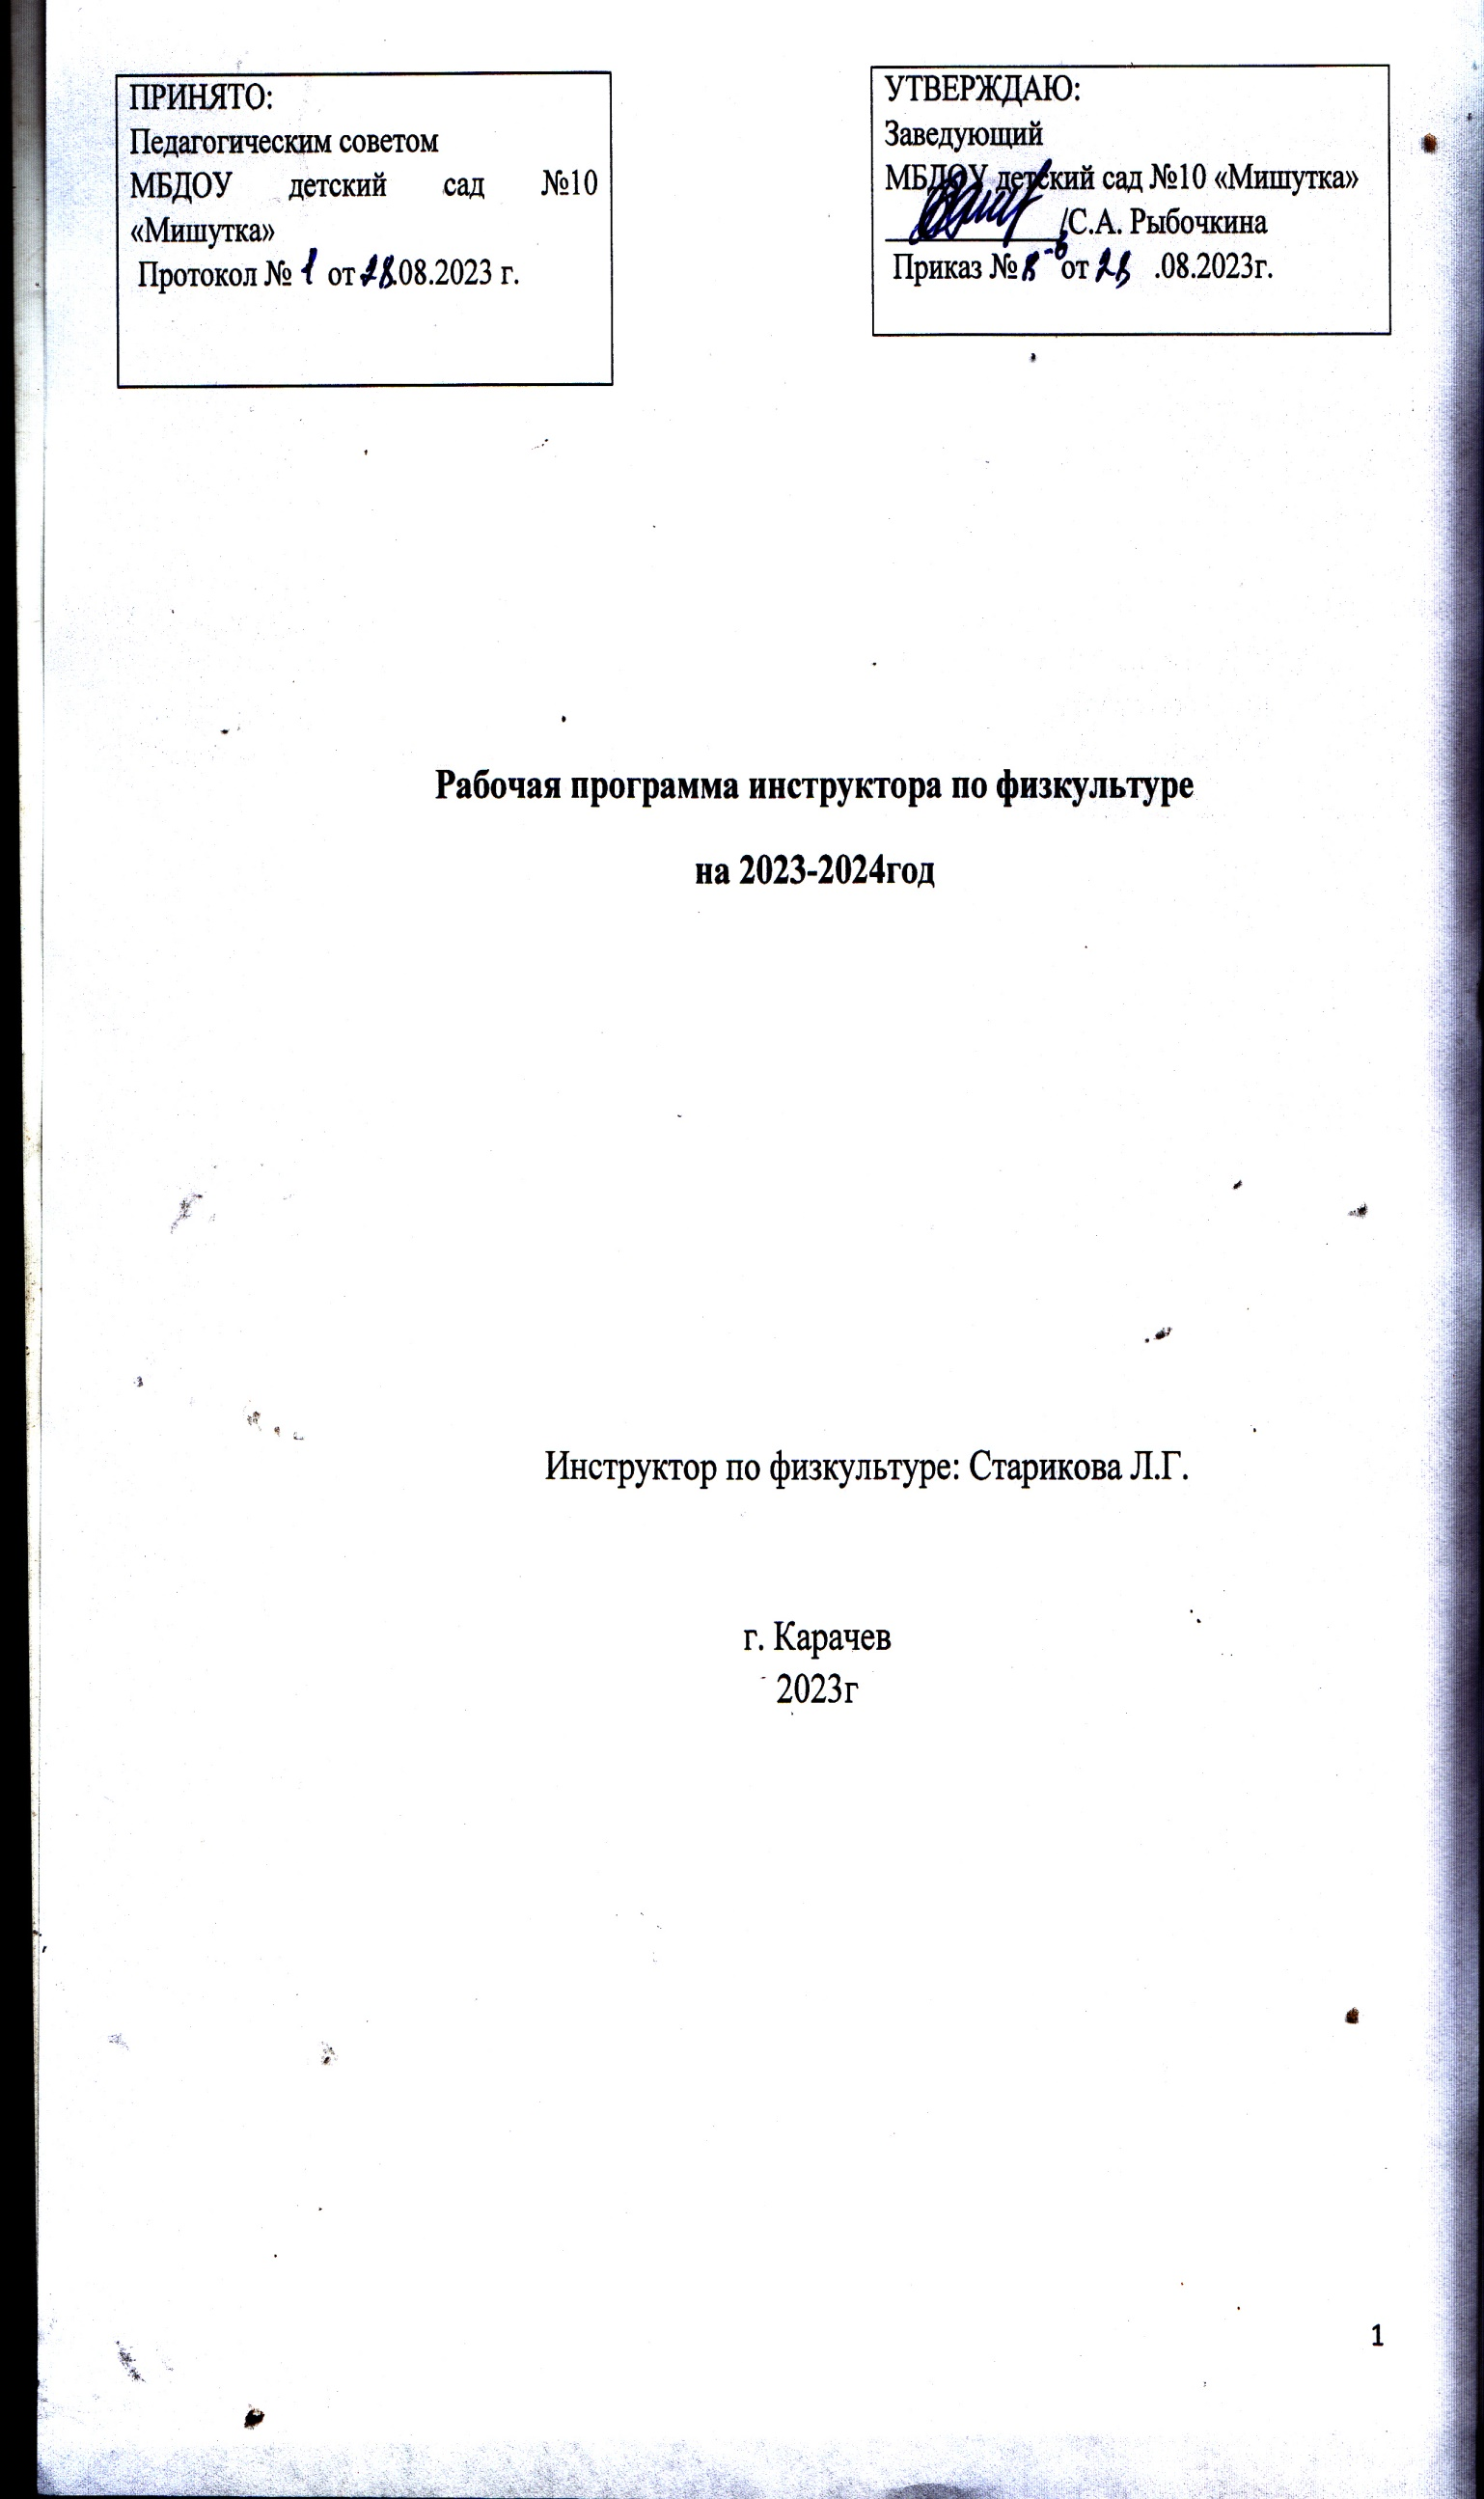 ПРИНЯТО:
Педагогическим советом
МБДОУ детский сад №10
«Мишутка»
Протокол № 1 от 28.08.2023 г.
УТВЕРЖДАЮ:
Заведующий
МБДОУ детский сад №10 «Мишутка»
/С.А. Рыбочкина
Приказ № от 28 .08.2023г.
Рабочая программа инструктора по физкультуре
на 2023-2024год
Инструктор по физкультуре: Старикова Л.Г.
г. Карачев
2023г
1